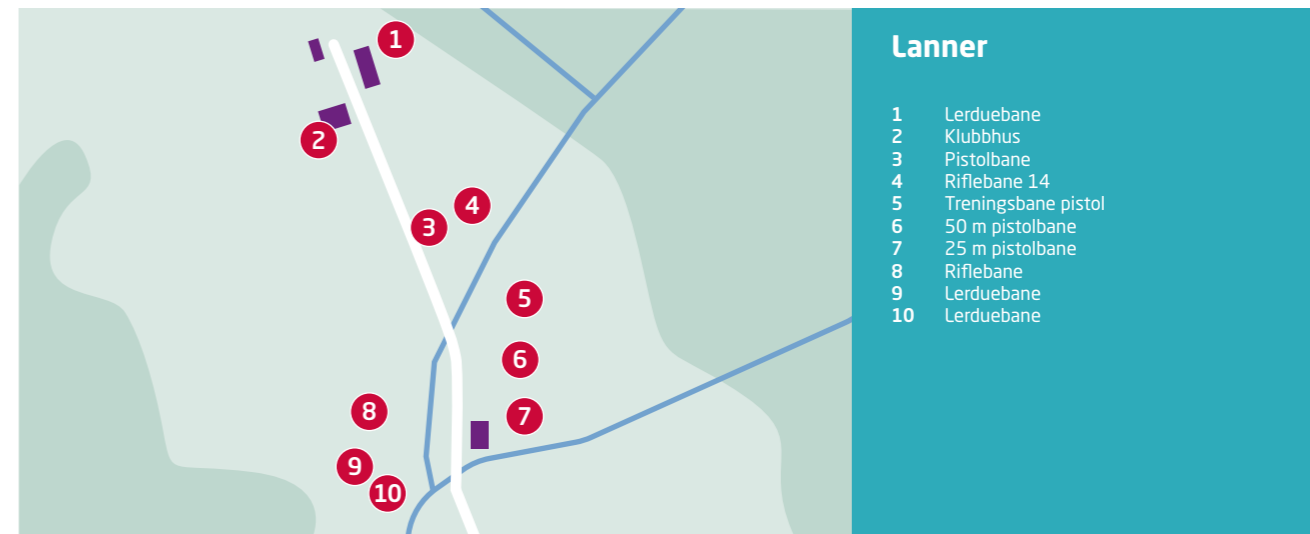 1
2
3
4
5
6
7
8
9
10
Lanner
1 Lerduebane
2 Klubbhus
3 Pistolbane
4 Riflebane 14
5 Treningsbane pistol
6 50 m pistolbane
7 25 m pistolbane
8 Riflebane
9 Lerduebane
10 Lerduebane